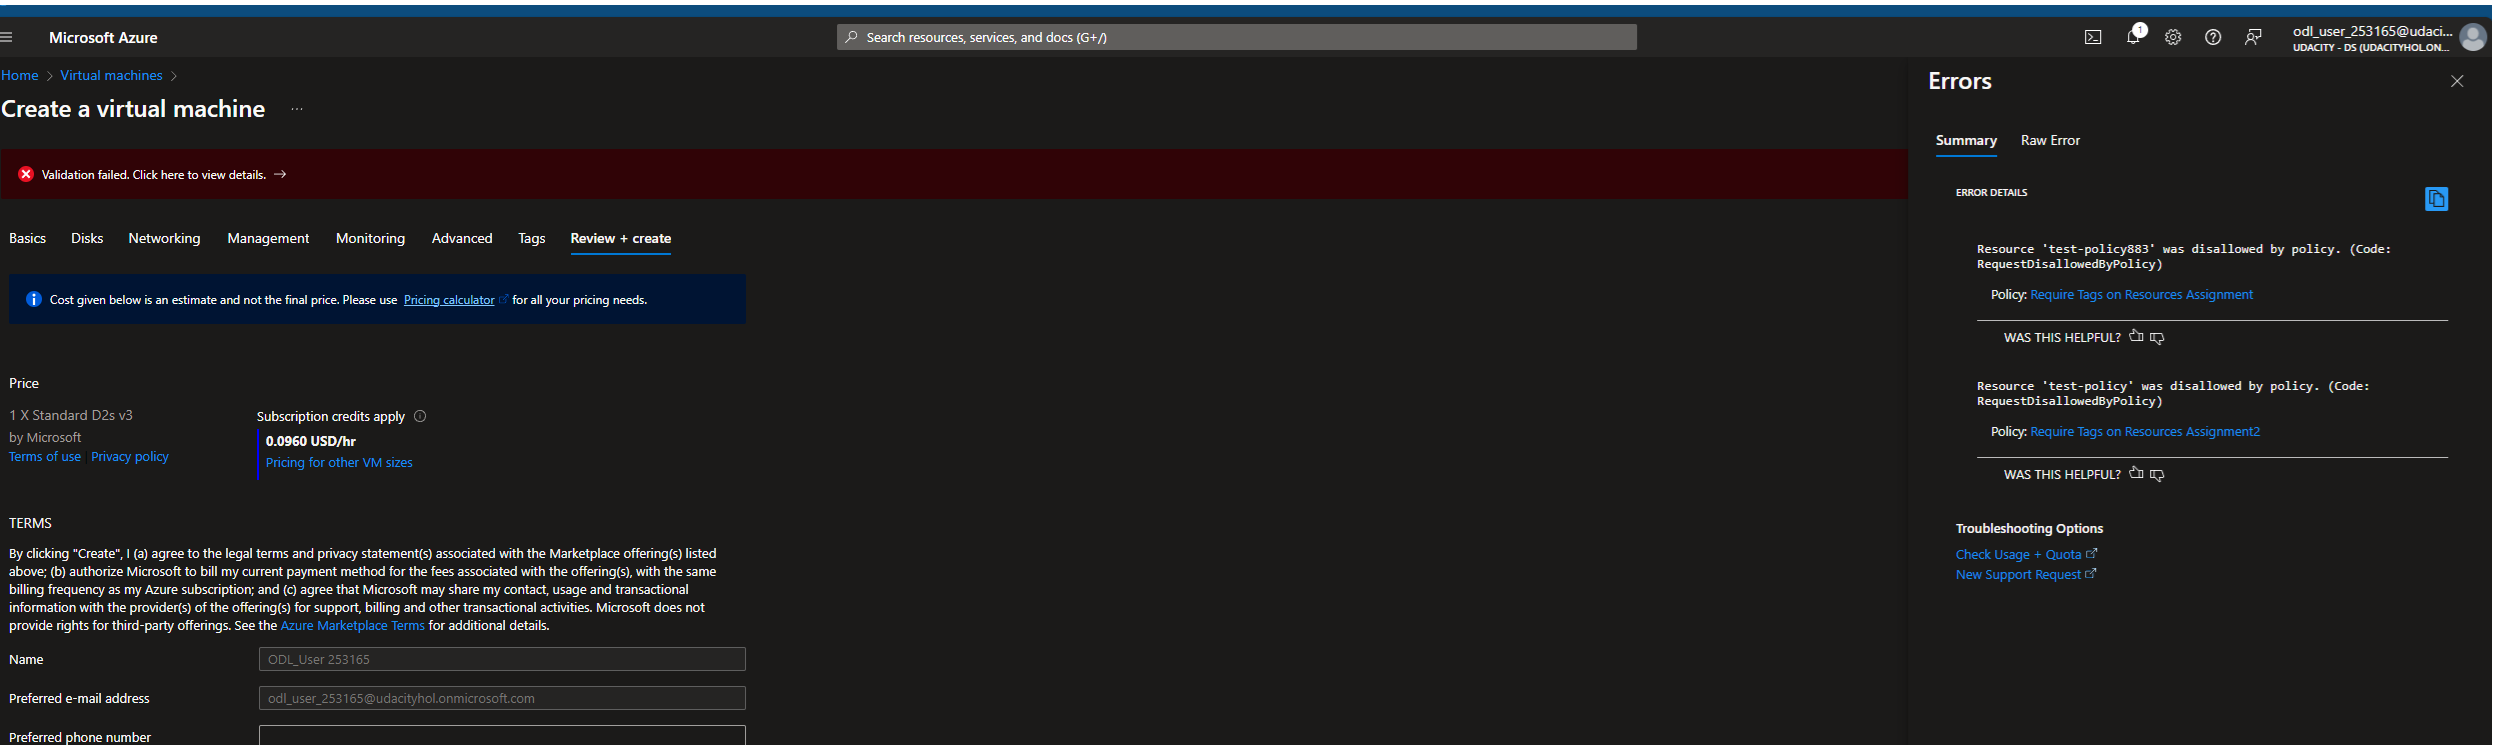 Microsoft Azure
Search resources, services, and docs (G+/)
1
odl_user_253165@udaci...
UDACITY - DS (UDACITYHOL.ON...
Home > Virtual machines >
Create a virtual machine ...
Validation failed. Click here to view details. →
Basics Disks Networking Management Monitoring Advanced Tags Review + create
Cost given below is an estimate and not the final price. Please use Pricing calculator for all your pricing needs.
Price
1 X Standard D2s v3
by Microsoft
Terms of use | Privacy policy
Subscription credits apply
0.0960 USD/hr
Pricing for other VM sizes
TERMS
By clicking "Create", I (a) agree to the legal terms and privacy statement(s) associated with the Marketplace offering(s) listed
above; (b) authorize Microsoft to bill my current payment method for the fees associated with the offering(s), with the same
billing frequency as my Azure subscription; and (c) agree that Microsoft may share my contact, usage and transactional
information with the provider(s) of the offering(s) for support, billing and other transactional activities. Microsoft does not
provide rights for third-party offerings. See the Azure Marketplace Terms for additional details.
Name ODL_User 253165
Preferred e-mail address odl_user_253165@udacityhol.onmicrosoft.com
Preferred phone number
Errors
Summary Raw Error
ERROR DETAILS
Resource 'test-policy883' was disallowed by policy. (Code:
RequestDisallowedByPolicy)
Policy: Require Tags on Resources Assignment
WAS THIS HELPFUL?
Resource 'test-policy' was disallowed by policy. (Code:
RequestDisallowedByPolicy)
Policy: Require Tags on Resources Assignment2
WAS THIS HELPFUL?
Troubleshooting Options
Check Usage + Quota
New Support Request